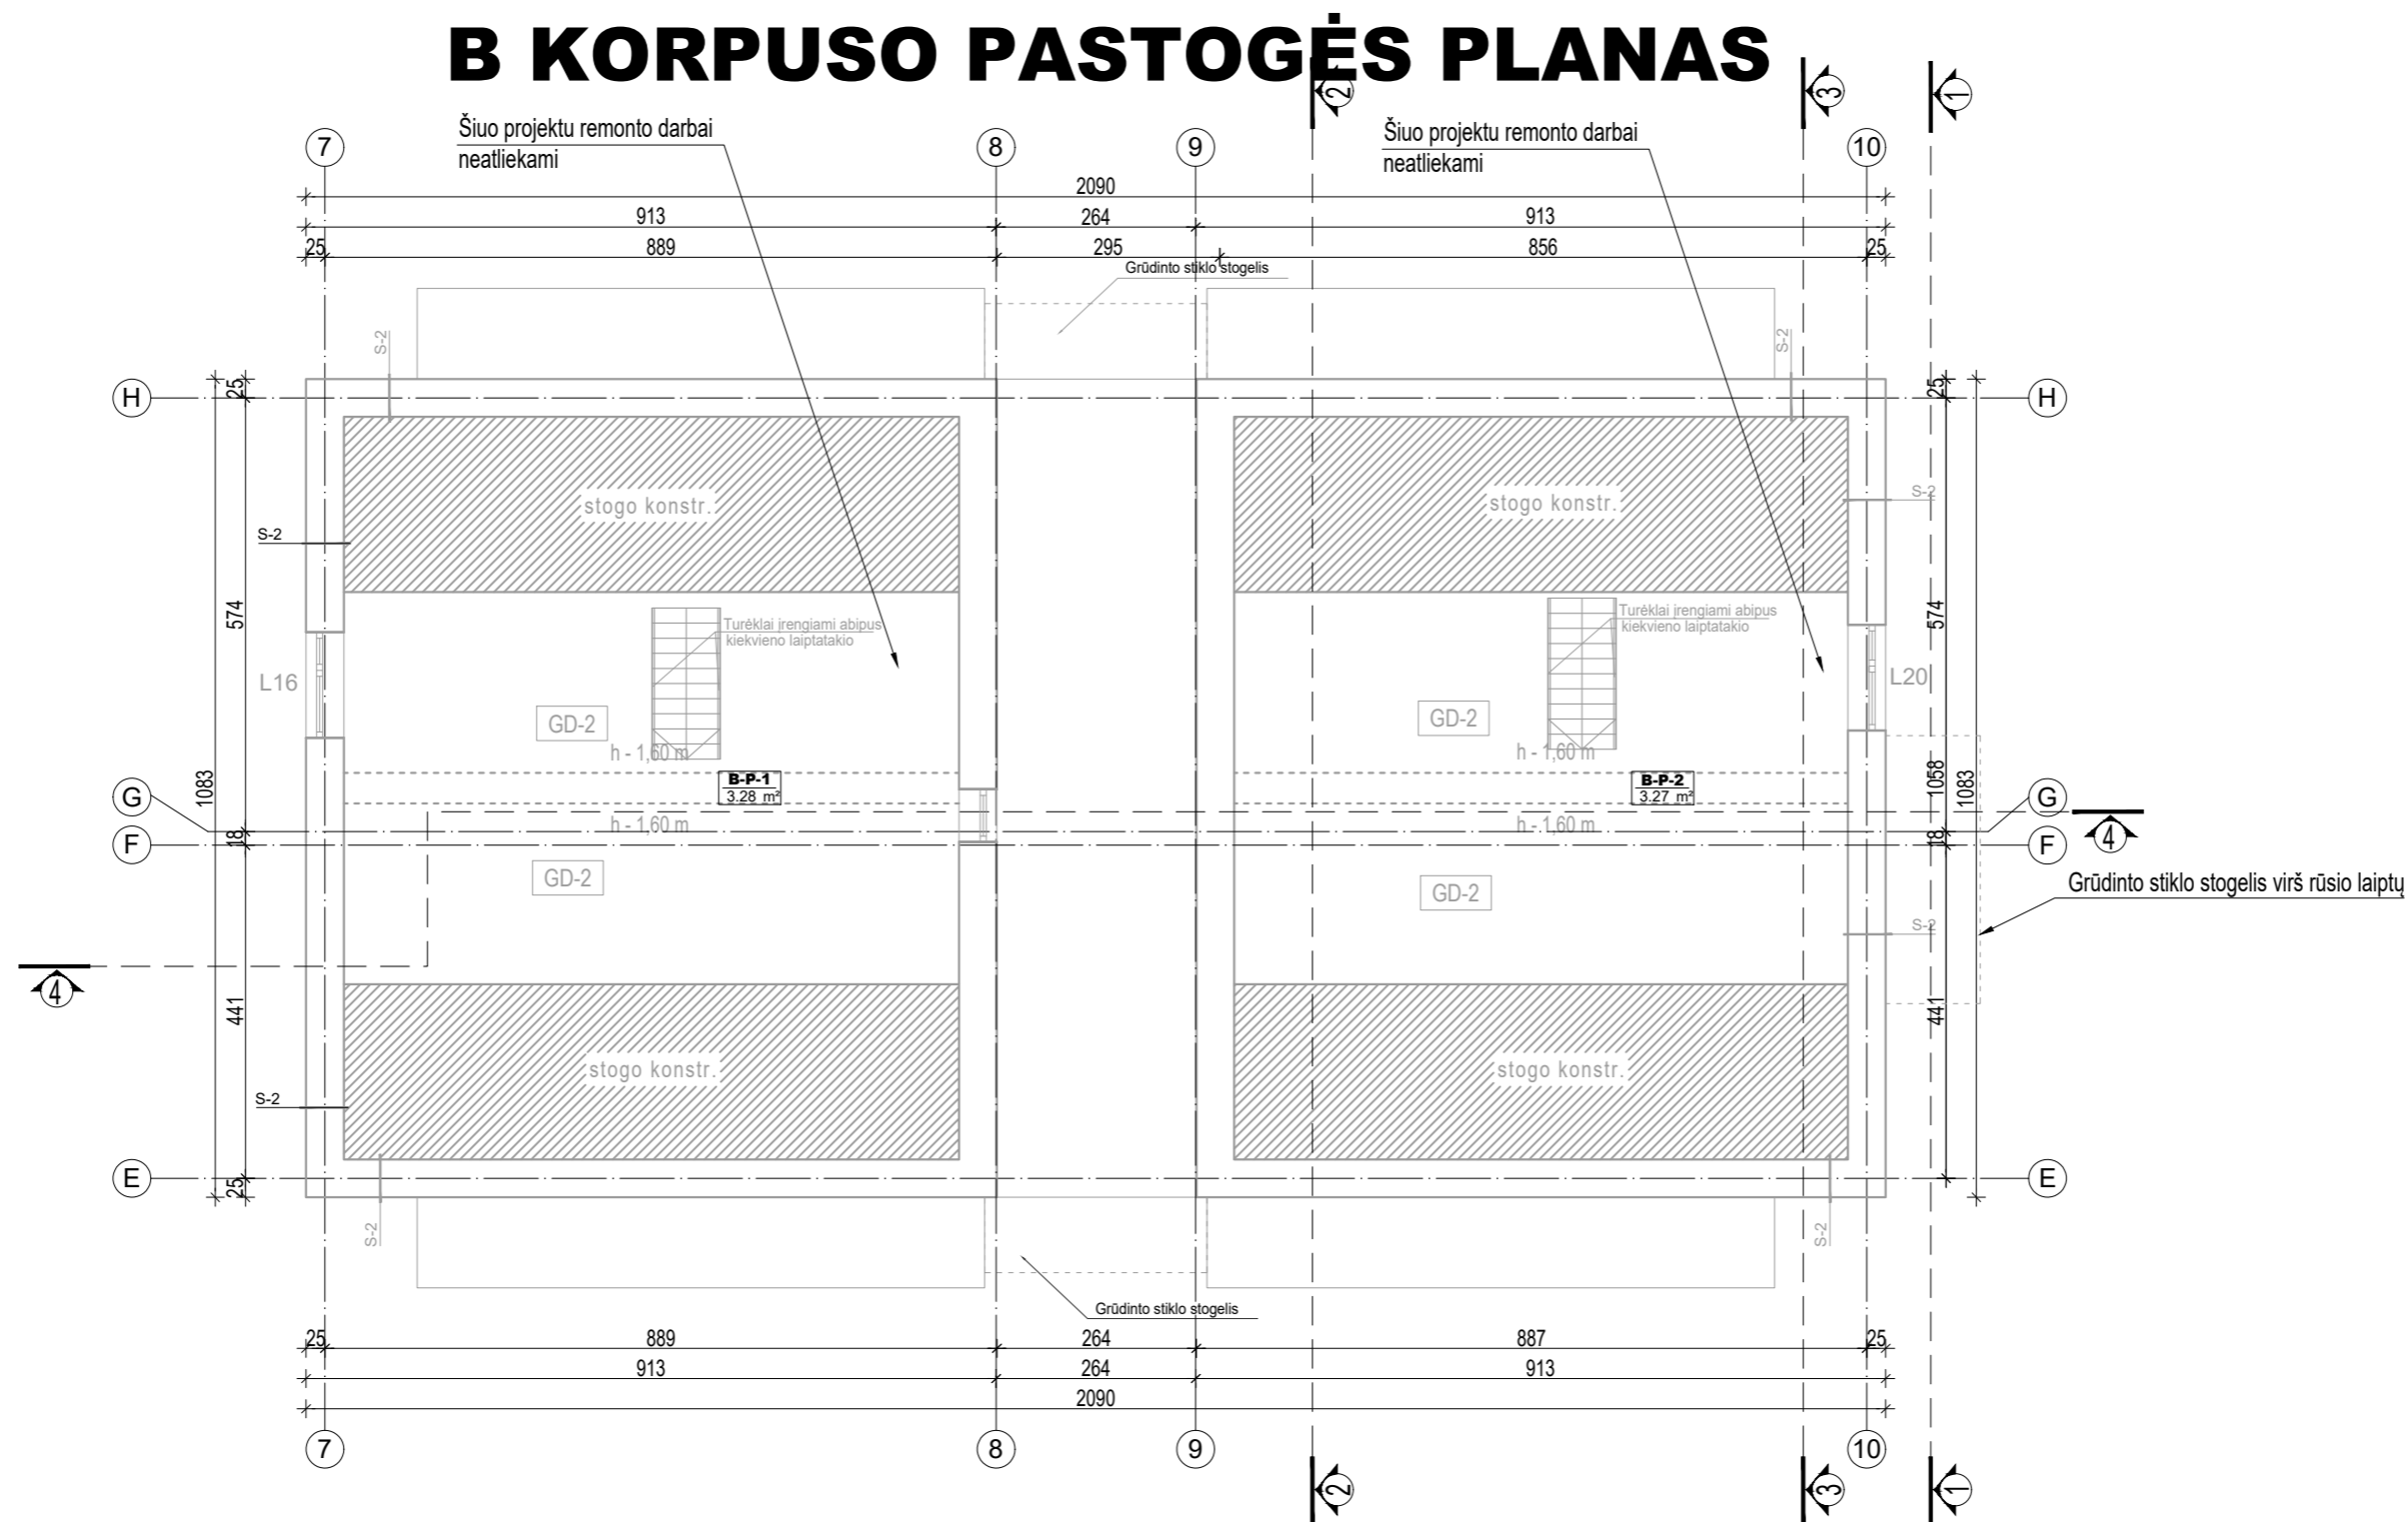 B KORPUSO PASTOGĖS PLANAS
2
3
1
Šiuo projektu remonto darbai
neatliekami
Šiuo projektu remonto darbai
neatliekami
7
8
9
10
2090
913
264
913
25
889
295
856
25
Grūdinto stiklo stogelis
S-2
S-2
H
25
25
H
stogo konstr.
stogo konstr.
S-2
S-2
574
574
Turėklai įrengiami abipus
kiekvieno laiptatakio
Turėklai įrengiami abipus
kiekvieno laiptatakio
L16
L20
GD-2
GD-2
h - 1,60 m
h - 1,60 m
B-P-1
3.28 m²
B-P-2
3.27 m²
1083
1058
1083
G
G
h - 1,60 m
h - 1,60 m
18
18
F
F
4
GD-2
GD-2
Grūdinto stiklo stogelis virš rūsio laiptų
S-2
4
441
441
stogo konstr.
stogo konstr.
S-2
E
25
E
S-2
S-2
Grūdinto stiklo stogelis
25
889
264
887
25
913
264
913
2090
7
8
9
10
2
3
1